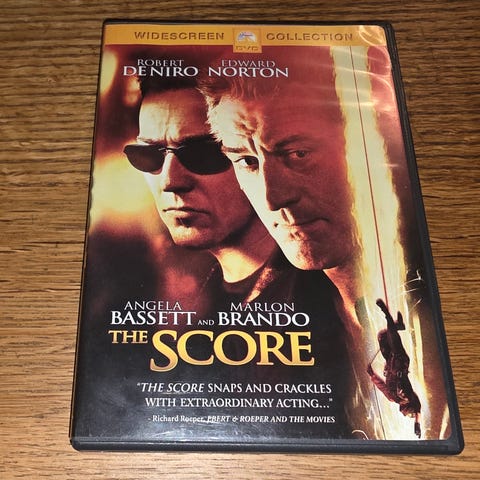 WIDESCREEN DVD COLLECTION
ROBERT EDWARD
DE NIRO NORTON
ANGELA MARLON
BASSETT AND BRANDO
THE SCORE
"THE SCORE SNAPS AND CRACKLES
WITH EXTRAORDINARY ACTING..."
- Richard Roeper, EBERT & ROEPER AND THE MOVIES